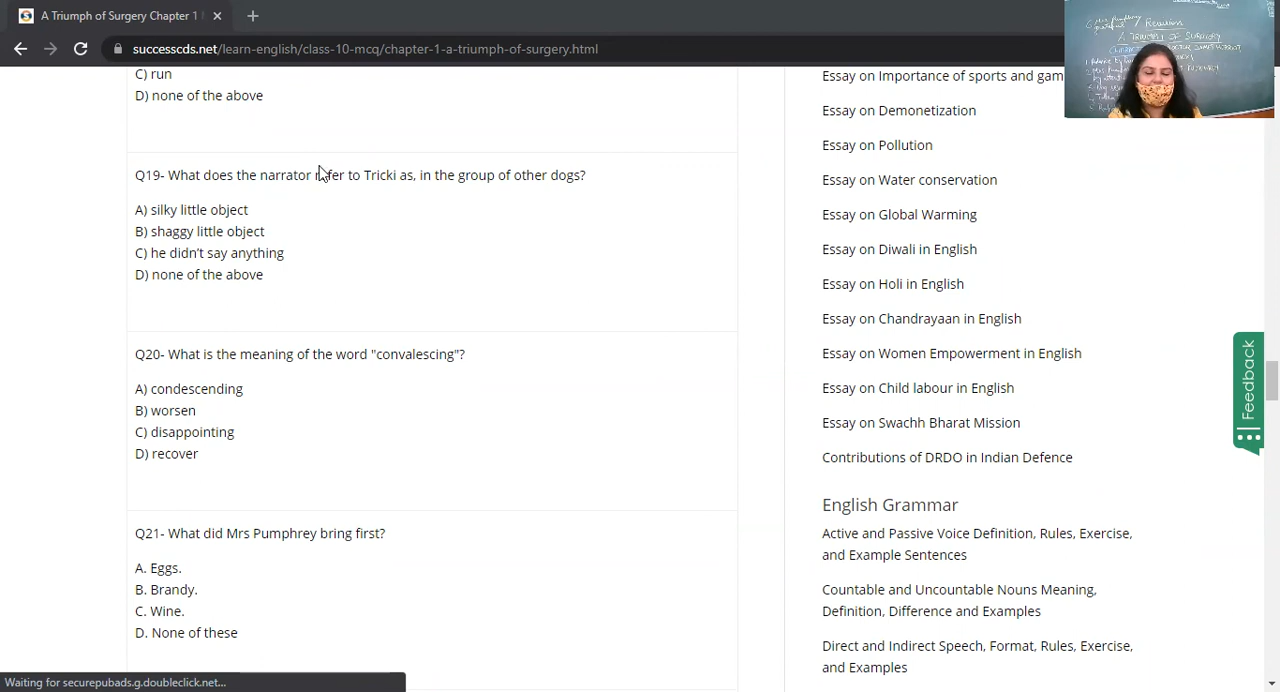 A Triumph of Surgery Chapter 1
successcds.net/learn-english/class-10-mcq/chapter-1-a-triumph-of-surgery.html
C) run
D) none of the above
Q19- What does the narrator refer to Tricki as, in the group of other dogs?
A) silky little object
B) shaggy little object
C) he didn't say anything
D) none of the above
Q20- What is the meaning of the word "convalescing"?
A) condescending
B) worsen
C) disappointing
D) recover
Q21- What did Mrs Pumphrey bring first?
A. Eggs.
B. Brandy.
C. Wine.
D. None of these
Essay on Importance of sports and gam
Essay on Demonetization
Essay on Pollution
Essay on Water conservation
Essay on Global Warming
Essay on Diwali in English
Essay on Holi in English
Essay on Chandrayaan in English
Essay on Women Empowerment in English
Essay on Child labour in English
Essay on Swachh Bharat Mission
Contributions of DRDO in Indian Defence
English Grammar
Active and Passive Voice Definition, Rules, Exercise,
and Example Sentences
Countable and Uncountable Nouns Meaning,
Definition, Difference and Examples
Direct and Indirect Speech, Format, Rules, Exercise,
and Examples
Feedback
Waiting for securepubads.g.doubleclick.net...
A TRIUMPH OF SURGERY